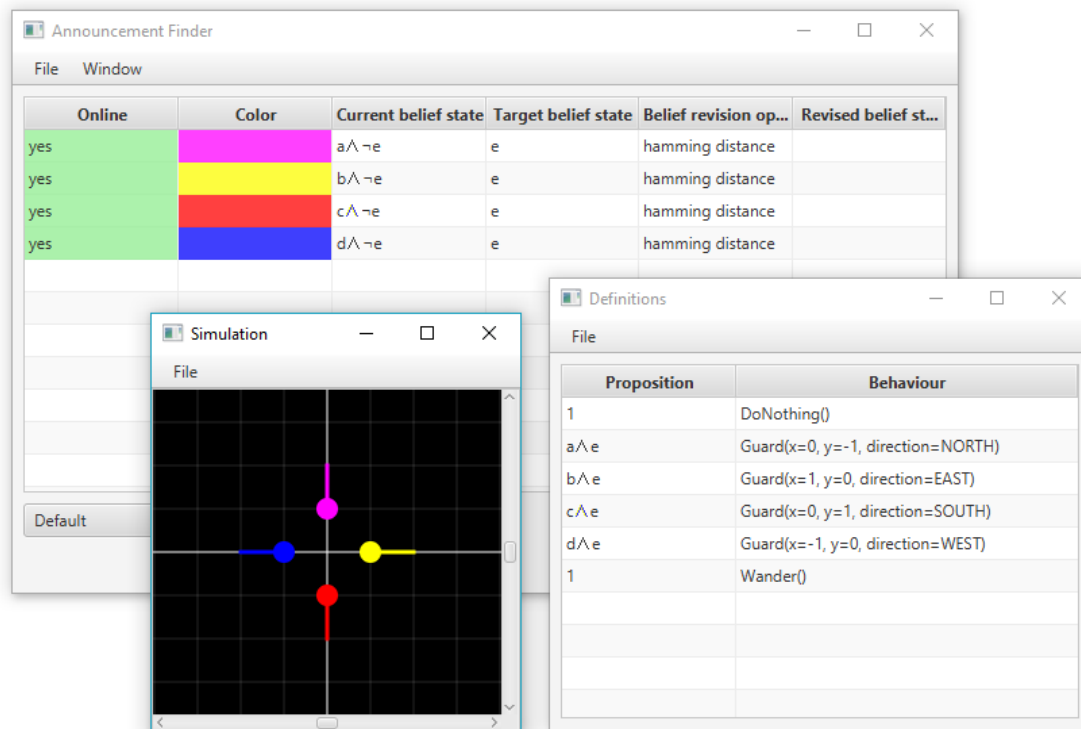 Announcement Finder
File Window
Online Color Current belief state Target belief state Belief revision op... Revised belief st...
yes a∧¬e e hamming distance
yes b∧¬e e hamming distance
yes c∧¬e e hamming distance
yes d∧¬e e hamming distance
Default
Simulation
File
Definitions
File
Proposition Behaviour
1 DoNothing()
a∧e Guard(x=0, y=-1, direction=NORTH)
b∧e Guard(x=1, y=0, direction=EAST)
c∧e Guard(x=0, y=1, direction=SOUTH)
d∧e Guard(x=-1, y=0, direction=WEST)
1 Wander()